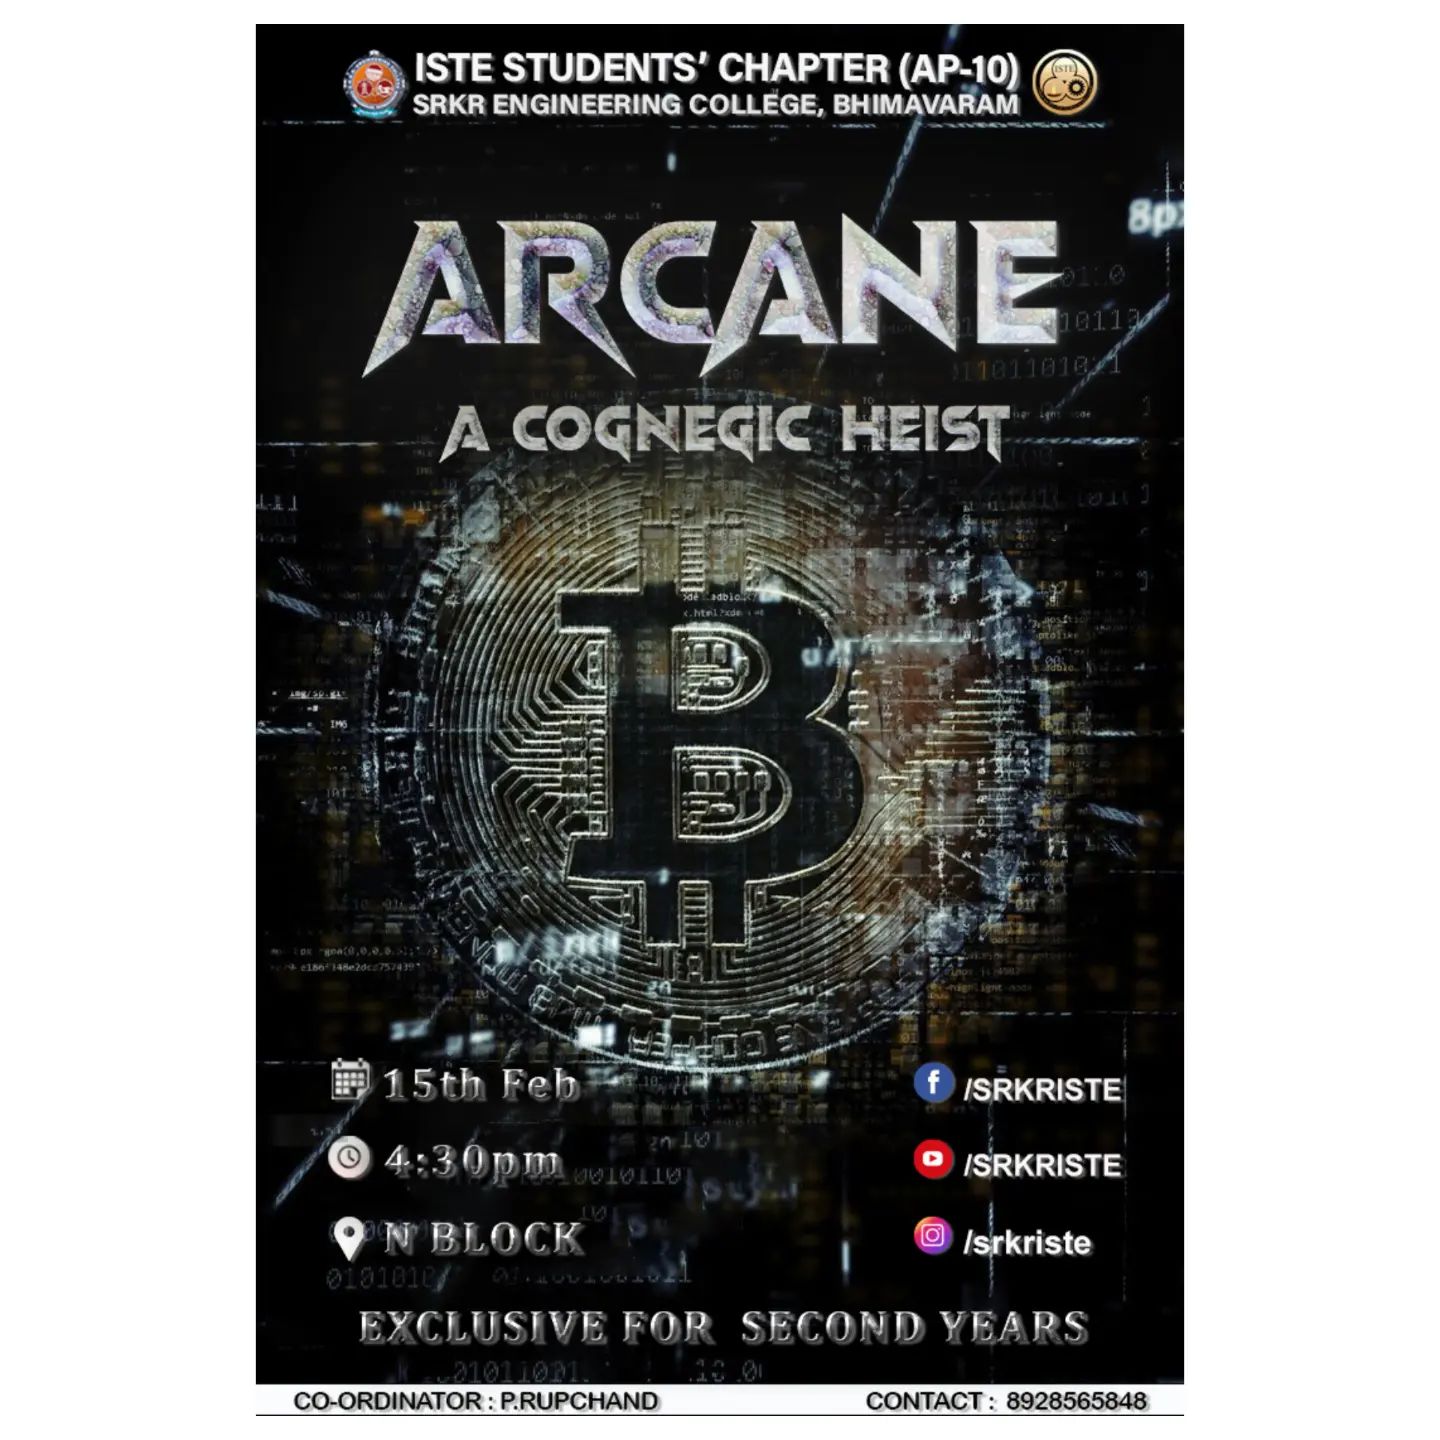 ISTE STUDENTS' CHAPTER (AP-10)
SRKR ENGINEERING COLLEGE, BHIMAVARAM
ARCANE
A COGNEGIC HEIST
15th Feb
4:30pm
N BLOCK
/SRKRISTE
/SRKRISTE
/srkriste
EXCLUSIVE FOR SECOND YEARS
CO-ORDINATOR : P.RUPCHAND
CONTACT : 8928565848